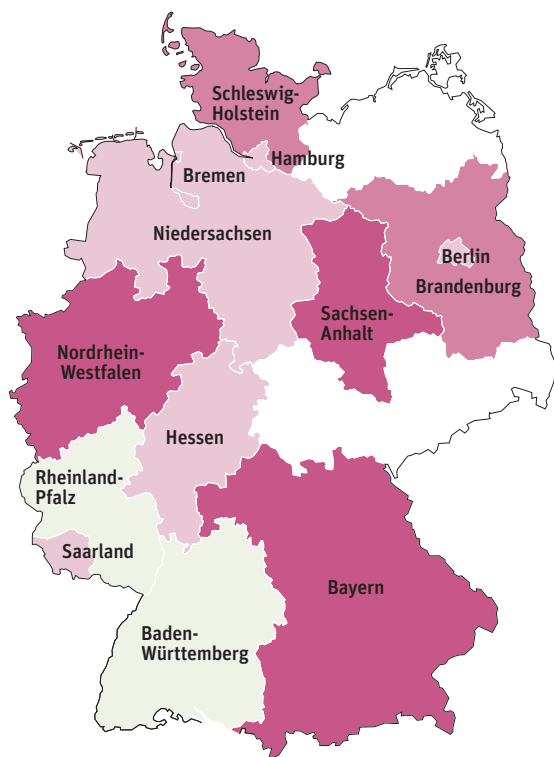 Schleswig-
Holstein
Hamburg
Bremen
Niedersachsen
Berlin
Brandenburg
Sachsen-
Anhalt
Nordrhein-
Westfalen
Hessen
Rheinland-
Pfalz
Saarland
Bayern
Baden-
Württemberg